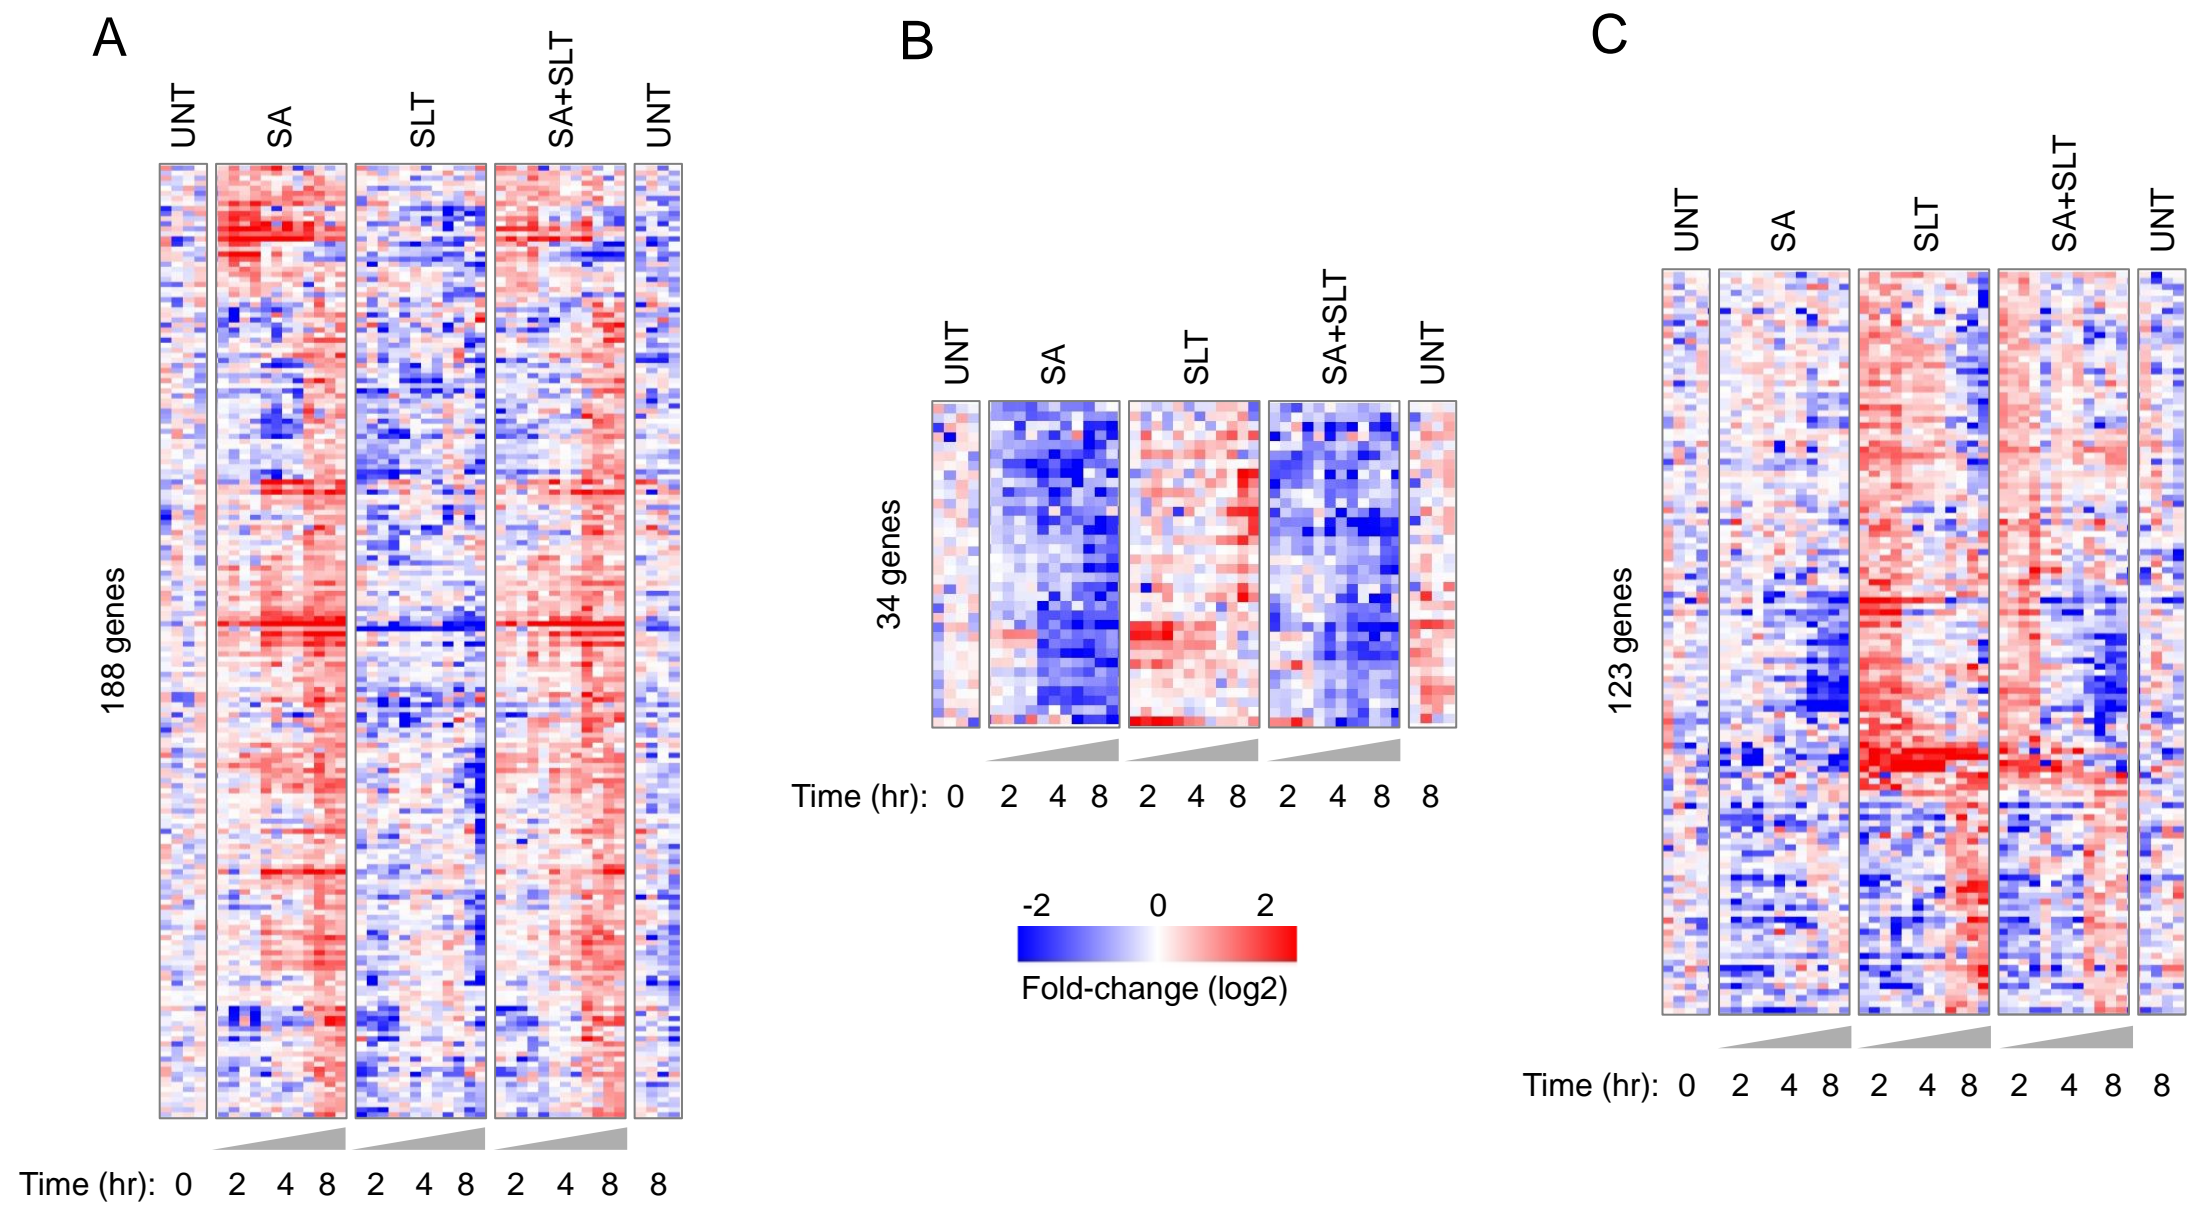 A
UNT
SA
SLT
SA+SLT
UNT
188 genes
Time (hr): 0 2 4 8 2 4 8 2 4 8 8
B
UNT
SA
SLT
SA+SLT
UNT
34 genes
Time (hr): 0 2 4 8 2 4 8 2 4 8 8
-2 0 2
Fold-change (log2)
C
UNT
SA
SLT
SA+SLT
UNT
123 genes
Time (hr): 0 2 4 8 2 4 8 2 4 8 8